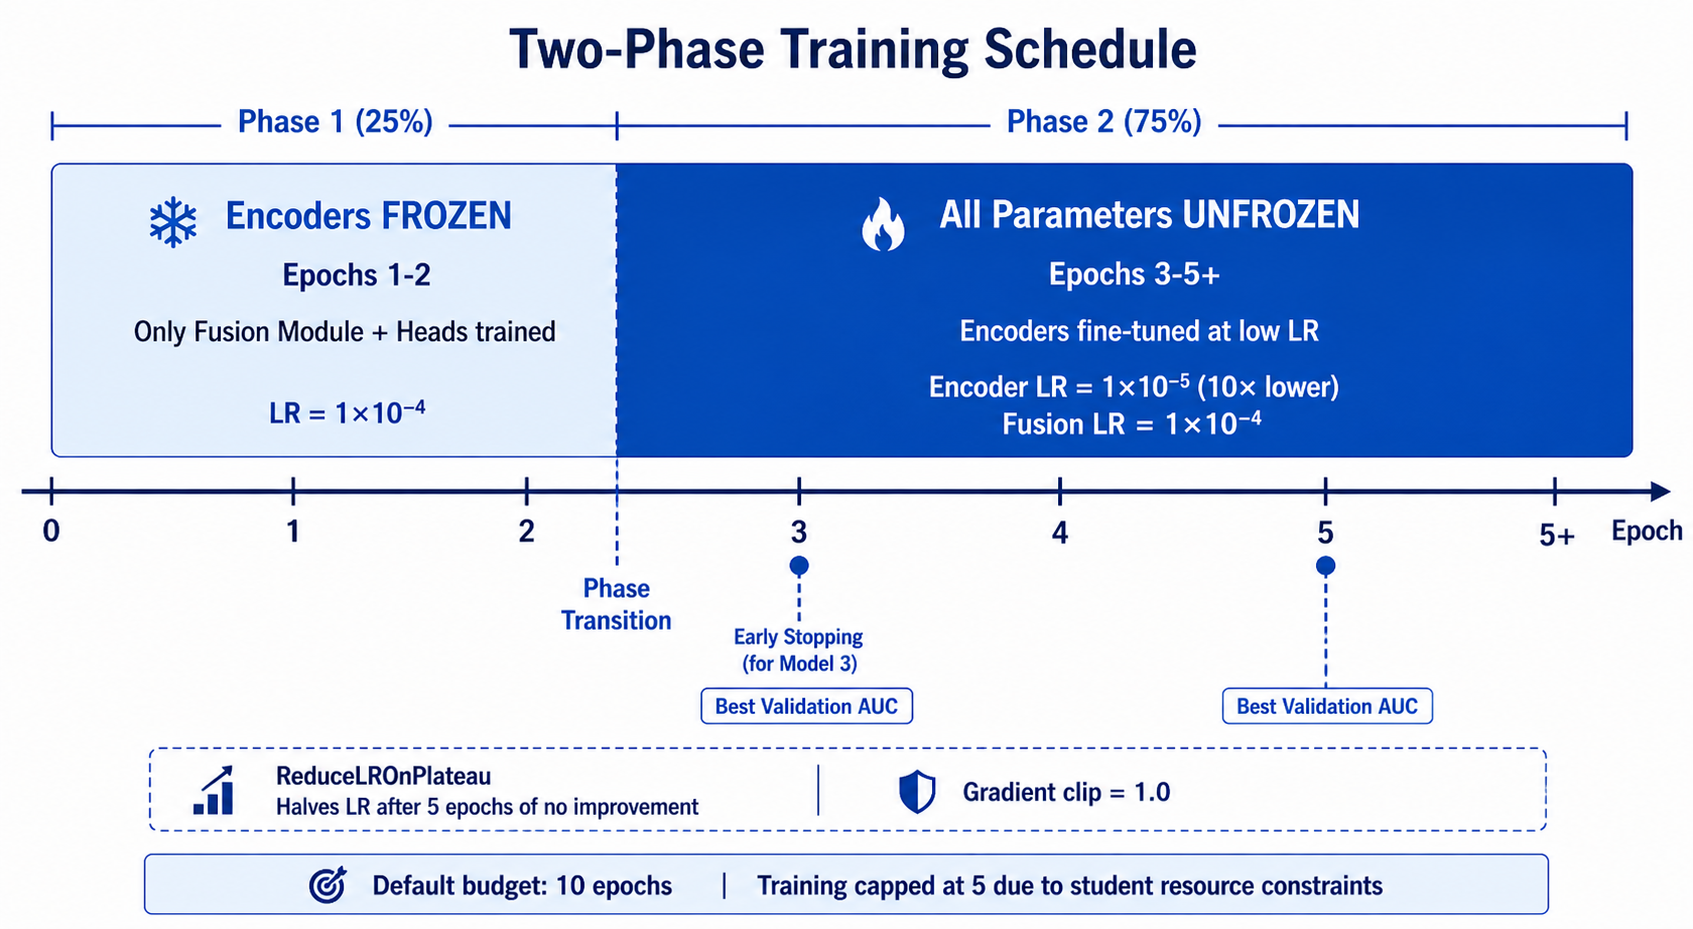 Two-Phase Training Schedule
Phase 1 (25%)
Phase 2 (75%)
Encoders FROZEN
Epochs 1-2
Only Fusion Module + Heads trained
LR = 1×10⁻⁴
All Parameters UNFROZEN
Epochs 3-5+
Encoders fine-tuned at low LR
Encoder LR = 1×10⁻⁵ (10× lower)
Fusion LR = 1×10⁻⁴
0 1 2 3 4 5 5+ Epoch
Phase
Transition
Early Stopping
(for Model 3)
Best Validation AUC
Best Validation AUC
ReduceLROnPlateau
Halves LR after 5 epochs of no improvement
Gradient clip = 1.0
Default budget: 10 epochs | Training capped at 5 due to student resource constraints